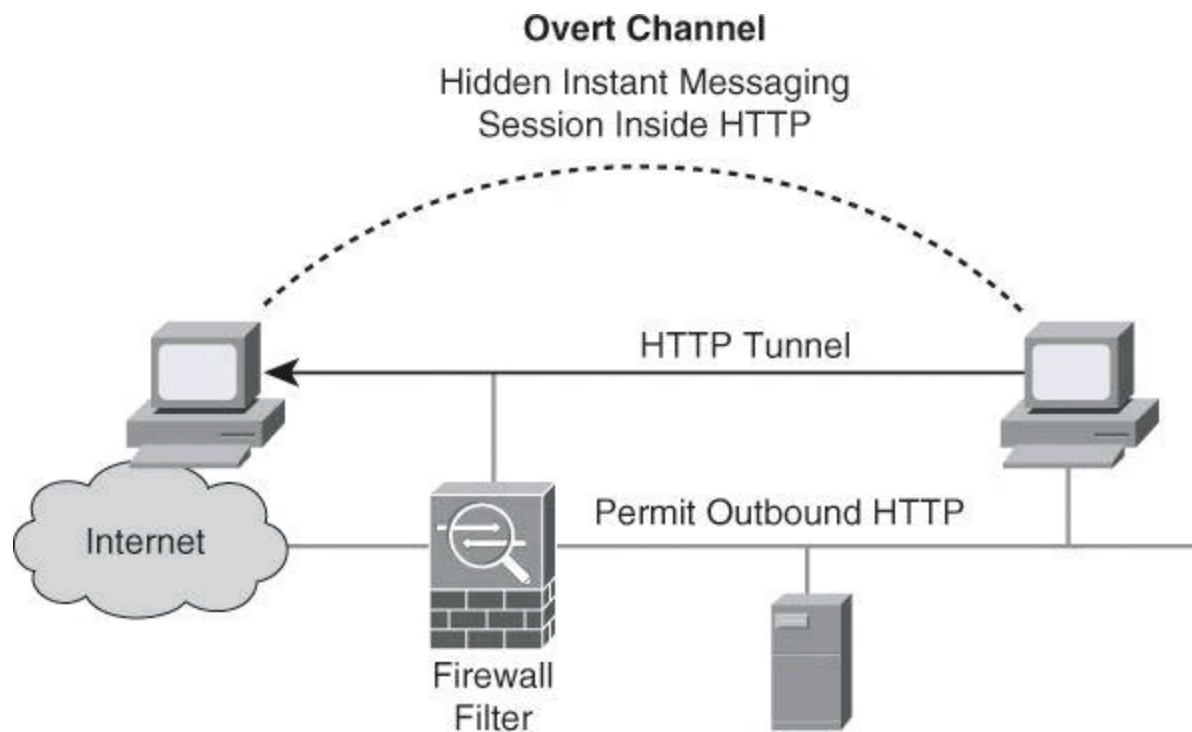 Overt Channel
Hidden Instant Messaging
Session Inside HTTP
HTTP Tunnel
Permit Outbound HTTP
Internet
Firewall
Filter